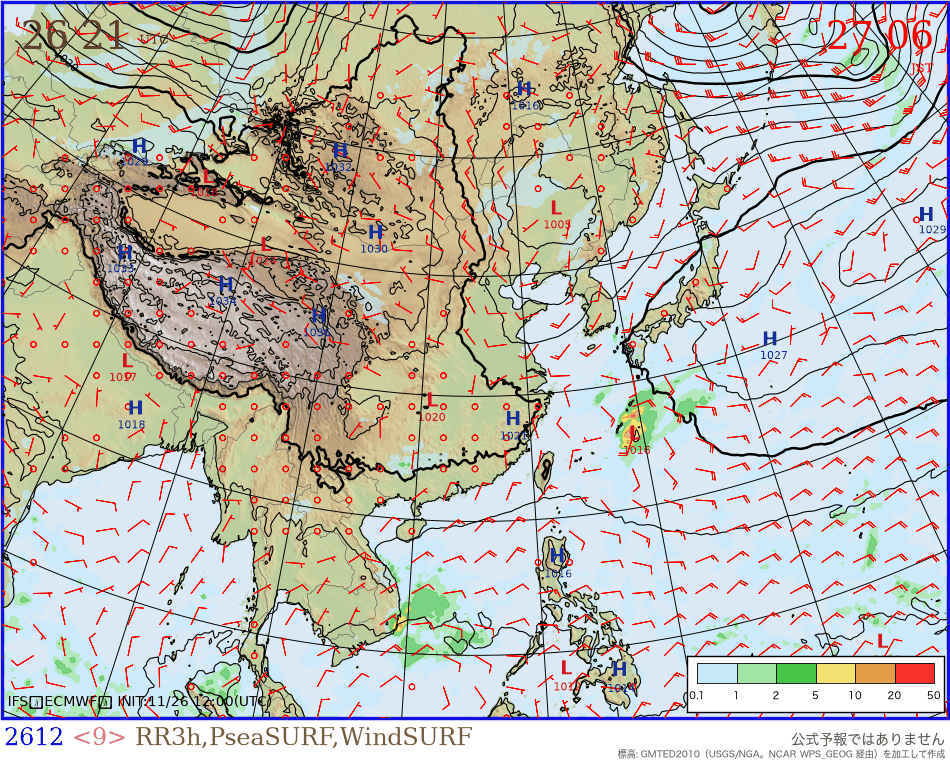 26 21 UTC
27 06
JST
H 1016
H 1028
H 1032
L
H 1030
L 1005
H 1029
L
H 1033
H 1034
H
H 1027
L 1017
H 1018
L 1020
H 1021
L 1016
H 1016
L
L
H
0.1 1 2 5 10 20 50
IFS▯ECMWF▯ INIT:11/26 12:00(UTC)
2612 <9> RR3h,PseaSURF,WindSURF
公式予報ではありません
標高: GMTED2010（USGS/NGA。NCAR WPS_GEOG 経由）を加工して作成